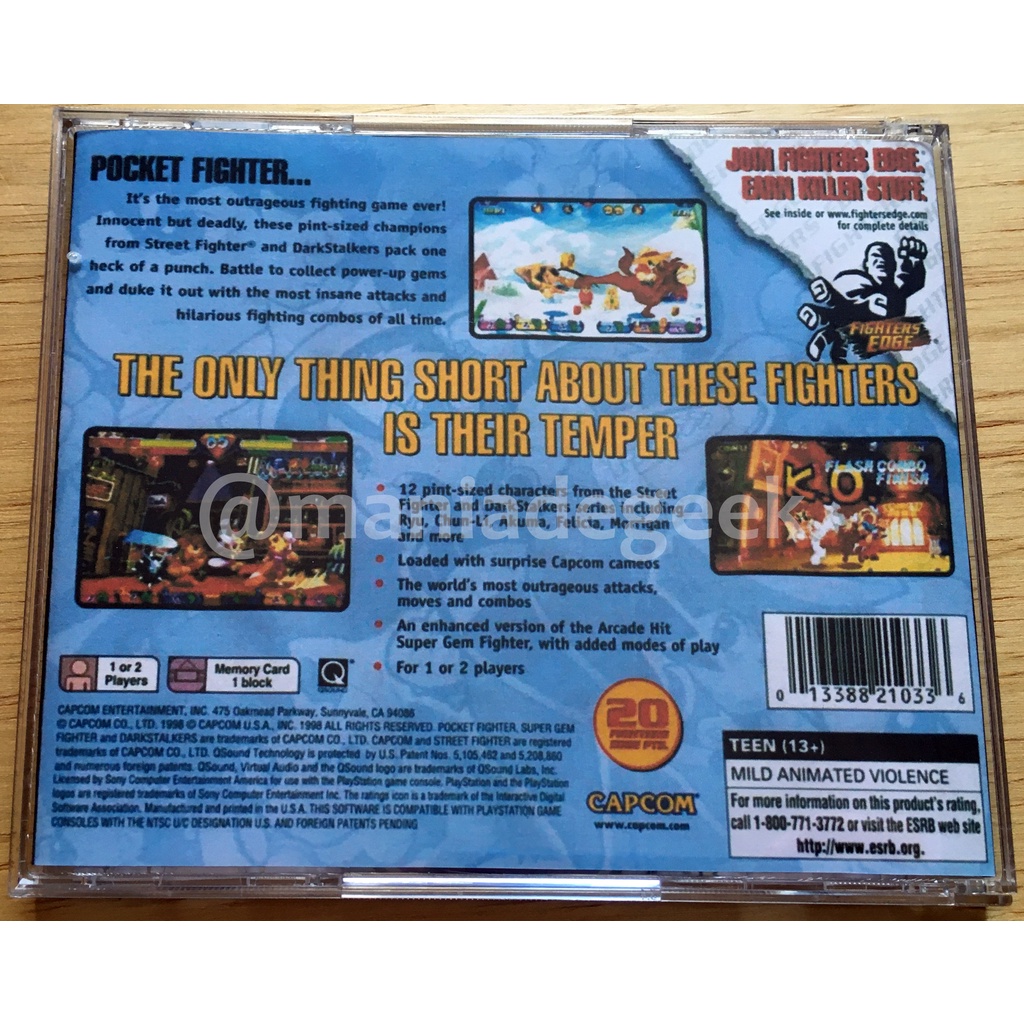 POCKET FIGHTER...
It's the most outrageous fighting game ever!
Innocent but deadly, these pint-sized champions
from Street Fighter® and DarkStalkers pack one
heck of a punch. Battle to collect power-up gems
and duke it out with the most insane attacks and
hilarious fighting combos of all time.
JOIN FIGHTERS EDGE.
EARN KILLER STUFF.
See inside or www.fightersedge.com
for complete details
FIGHTERS
EDGE
THE ONLY THING SHORT ABOUT THESE FIGHTERS
IS THEIR TEMPER
FLASH COMBO
FINISH
K.O
@maniadegeek
• 12 pint-sized characters from the Street
Fighter and DarkStalkers series including
Ryu, Chun-Li, Akuma, Felicia, Morrigan
and more
• Loaded with surprise Capcom cameos
• The world's most outrageous attacks,
moves and combos
• An enhanced version of the Arcade Hit
Super Gem Fighter, with added modes of play
• For 1 or 2 players
1 or 2
Players
Memory Card
1 block
Q
QSOUND
0 13388 21033 6
CAPCOM ENTERTAINMENT, INC. 475 Oakmead Parkway, Sunnyvale, CA 94086
© CAPCOM CO., LTD. 1998 © CAPCOM U.S.A., INC. 1998 ALL RIGHTS RESERVED. POCKET FIGHTER, SUPER GEM
FIGHTER and DARKSTALKERS are trademarks of CAPCOM CO., LTD. CAPCOM and STREET FIGHTER are registered
trademarks of CAPCOM CO., LTD. QSound Technology is protected by U.S. Patent Nos. 5,105,462 and 5,208,860
and numerous foreign patents. QSound, Virtual Audio and the QSound logo are trademarks of QSound Labs, Inc.
Licensed by Sony Computer Entertainment America for use with the PlayStation game console. PlayStation and the PlayStation
logos are registered trademarks of Sony Computer Entertainment Inc. The ratings icon is a trademark of the Interactive Digital
Software Association. Manufactured and printed in the U.S.A. THIS SOFTWARE IS COMPATIBLE WITH PLAYSTATION GAME
CONSOLES WITH THE NTSC U/C DESIGNATION U.S. AND FOREIGN PATENTS PENDING
20
FIGHTERS
EDGE PTS.
CAPCOM
www.capcom.com
TEEN (13+)
MILD ANIMATED VIOLENCE
For more information on this product's rating,
call 1-800-771-3772 or visit the ESRB web site
http://www.esrb.org.